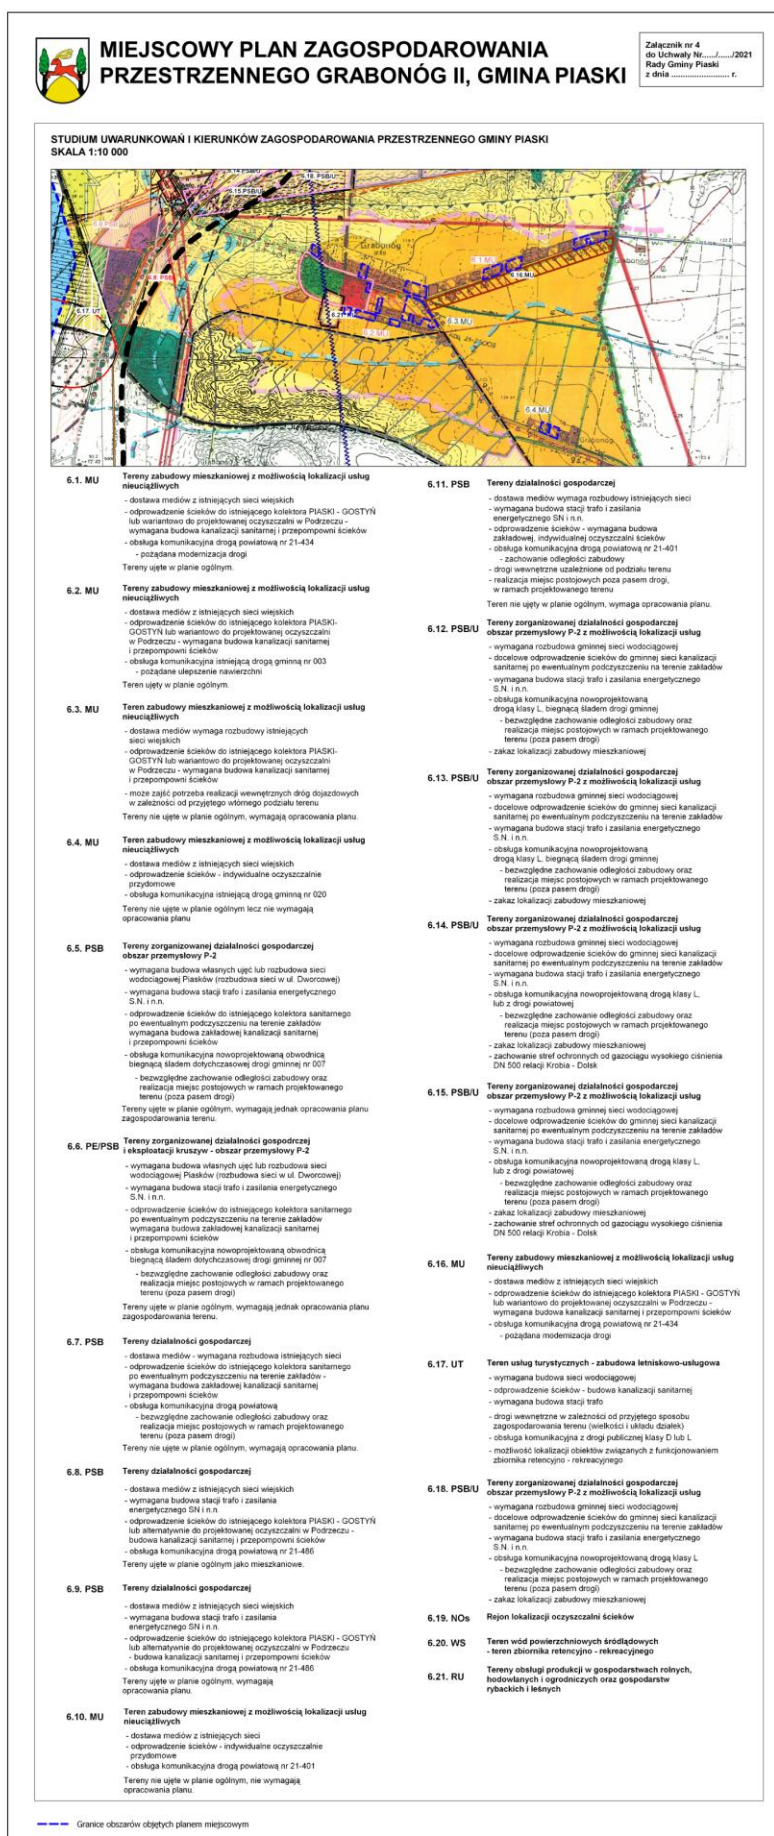 MIEJSCOWY PLAN ZAGOSPODAROWANIA
PRZESTRZENNEGO GRABONÓG II, GMINA PIASKI
Załącznik nr 4
do Uchwały Nr....../....../2021
Rady Gminy Piaski
z dnia ........................ r.
STUDIUM UWARUNKOWAŃ I KIERUNKÓW ZAGOSPODAROWANIA PRZESTRZENNEGO GMINY PIASKI
SKALA 1:10 000
6.14.PSB/U
6.15.PSB/U
6.18. PSB/U
6.9 PSB
6.8. PSB
6.17. UT
Grabonóg
6.1.MU
6.16.MU
Grabonóg
6.21
6.2.MU
6.3.MU
6.4.MU
Grabonóg
6.1. MU Tereny zabudowy mieszkaniowej z możliwością lokalizacji usług
nieuciążliwych
- dostawa mediów z istniejących sieci wiejskich
- odprowadzenie ścieków do istniejącego kolektora PIASKI - GOSTYŃ
lub wariantowo do projektowanej oczyszczalni w Podrzeczu -
wymagana budowa kanalizacji sanitarnej i przepompowni ścieków
- obsługa komunikacyjna drogą powiatową nr 21-434
- pożądana modernizacja drogi
Tereny ujęte w planie ogólnym.
6.2. MU Tereny zabudowy mieszkaniowej z możliwością lokalizacji usług
nieuciążliwych
- dostawa mediów z istniejących sieci wiejskich
- odprowadzenie ścieków do istniejącego kolektora PIASKI-
GOSTYŃ lub wariantowo do projektowanej oczyszczalni
w Podrzeczu - wymagana budowa kanalizacji sanitarnej
i przepompowni ścieków
- obsługa komunikacyjna istniejącą drogą gminną nr 003
- pożądane ulepszenie nawierzchni
Teren ujęty w planie ogólnym.
6.3. MU Teren zabudowy mieszkaniowej z możliwością lokalizacji usług
nieuciążliwych
- dostawa mediów wymaga rozbudowy istniejących
sieci wiejskich
- odprowadzenie ścieków do istniejącego kolektora PIASKI-
GOSTYŃ lub wariantowo do projektowanej oczyszczalni
w Podrzeczu - wymagana budowa kanalizacji sanitarnej
i przepompowni ścieków
- może zajść potrzeba realizacji wewnętrznych dróg dojazdowych
w zależności od przyjętego wtórnego podziału terenu
Tereny nie ujęte w planie ogólnym, wymagają opracowania planu.
6.4. MU Teren zabudowy mieszkaniowej z możliwością lokalizacji usług
nieuciążliwych
- dostawa mediów z istniejących sieci wiejskich
- odprowadzenie ścieków - indywidualne oczyszczalnie
przydomowe
- obsługa komunikacyjna istniejącą drogą gminną nr 020
Tereny nie ujęte w planie ogólnym lecz nie wymagają
opracowania planu
6.5. PSB Tereny zorganizowanej działalności gospodarczej
obszar przemysłowy P-2
- wymagana budowa własnych ujęć lub rozbudowa sieci
wodociągowej Piasków (rozbudowa sieci w ul. Dworcowej)
- wymagana budowa stacji trafo i zasilania energetycznego
S.N. i n.n.
- odprowadzenie ścieków do istniejącego kolektora sanitarnego
po ewentualnym podczyszczeniu na terenie zakładów
wymagana budowa zakładowej kanalizacji sanitarnej
i przepompowni ścieków
- obsługa komunikacyjna nowoprojektowaną obwodnicą
biegnącą śladem dotychczasowej drogi gminnej nr 007
- bezwzględne zachowanie odległości zabudowy oraz
realizacja miejsc postojowych w ramach projektowanego
terenu (poza pasem drogi)
Tereny ujęte w planie ogólnym, wymagają jednak opracowania planu
zagospodarowania terenu.
6.6. PE/PSB Tereny zorganizowanej działalności gospodrczej
i eksploatacji kruszyw - obszar przemysłowy P-2
- wymagana budowa własnych ujęć lub rozbudowa sieci
wodociągowej Piasków (rozbudowa sieci w ul. Dworcowej)
- wymagana budowa stacji trafo i zasilania energetycznego
S.N. i n.n.
- odprowadzenie ścieków do istniejącego kolektora sanitarnego
po ewentualnym podczyszczeniu na terenie zakładów
wymagana budowa zakładowej kanalizacji sanitarnej
i przepompowni ścieków
- obsługa komunikacyjna nowoprojektowaną obwodnicą
biegnącą śladem dotychczasowej drogi gminnej nr 007
- bezwzględne zachowanie odległości zabudowy oraz
realizacja miejsc postojowych w ramach projektowanego
terenu (poza pasem drogi)
Tereny ujęte w planie ogólnym, wymagają jednak opracowania planu
zagospodarowania terenu.
6.7. PSB Tereny działalności gospodarczej
- dostawa mediów - wymagana rozbudowa istniejących sieci
- odprowadzenie ścieków do istniejącego kolektora sanitarnego
po ewentualnym podczyszczeniu na terenie zakładów -
wymagana budowa zakładowej kanalizacji sanitarnej
i przepompowni ścieków
- obsługa komunikacyjna drogą powiatową
- bezwzględne zachowanie odległości zabudowy oraz
realizacja miejsc postojowych w ramach projektowanego
terenu (poza pasem drogi)
Tereny nie ujęte w planie ogólnym, wymagają opracowania planu.
6.8. PSB Tereny działalności gospodarczej
- dostawa mediów z istniejących sieci wiejskich
- wymagana budowa stacji trafo i zasilania
energetycznego SN i n.n.
- odprowadzenie ścieków do istniejącego kolektora PIASKI - GOSTYŃ
lub alternatywnie do projektowanej oczyszczalni w Podrzeczu -
budowa kanalizacji sanitarnej i przepompowni ścieków
- obsługa komunikacyjna drogą powiatową nr 21-486
Tereny ujęte w planie ogólnym jako mieszkaniowe.
6.9. PSB Tereny działalności gospodarczej
- dostawa mediów z istniejących sieci wiejskich
- wymagana budowa stacji trafo i zasilania
energetycznego SN i n.n.
- odprowadzenie ścieków do istniejącego kolektora PIASKI - GOSTYŃ
lub alternatywnie do projektowanej oczyszczalni w Podrzeczu
- budowa kanalizacji sanitarnej i przepompowni ścieków
- obsługa komunikacyjna drogą powiatową nr 21-486
Tereny ujęte w planie ogólnym, wymagają
opracowania planu.
6.10. MU Teren zabudowy mieszkaniowej z możliwością lokalizacji usług
nieuciążliwych
- dostawa mediów z istniejących sieci
- odprowadzenie ścieków - indywidualne oczyszczalnie
przydomowe
- obsługa komunikacyjna drogą powiatową nr 21-401
Tereny nie ujęte w planie ogólnym, nie wymagają
opracowania planu.
6.11. PSB Tereny działalności gospodarczej
- dostawa mediów wymaga rozbudowy istniejących sieci
- wymagana budowa stacji trafo i zasilania
energetycznego SN i n.n.
- odprowadzenie ścieków - wymagana budowa
zakładowej, indywidualnej oczyszczalni ścieków
- obsługa komunikacyjna drogą powiatową nr 21-401
- zachowanie odległości zabudowy
- drogi wewnętrzne uzależnione od podziału terenu
- realizacja miejsc postojowych poza pasem drogi,
w ramach projektowanego terenu
Teren nie ujęty w planie ogólnym, wymaga opracowania planu.
6.12. PSB/U Tereny zorganizowanej działalności gospodarczej
obszar przemysłowy P-2 z możliwością lokalizacji usług
- wymagana rozbudowa gminnej sieci wodociągowej
- docelowe odprowadzenie ścieków do gminnej sieci kanalizacji
sanitarnej po ewentualnym podczyszczeniu na terenie zakładów
- wymagana budowa stacji trafo i zasilania energetycznego
S.N. i n.n.
- obsługa komunikacyjna nowoprojektowaną
drogą klasy L, biegnącą śladem drogi gminnej
- bezwzględne zachowanie odległości zabudowy oraz
realizacja miejsc postojowych w ramach projektowanego
terenu (poza pasem drogi)
- zakaz lokalizacji zabudowy mieszkaniowej
6.13. PSB/U Tereny zorganizowanej działalności gospodarczej
obszar przemysłowy P-2 z możliwością lokalizacji usług
- wymagana rozbudowa gminnej sieci wodociągowej
- docelowe odprowadzenie ścieków do gminnej sieci kanalizacji
sanitarnej po ewentualnym podczyszczeniu na terenie zakładów
- wymagana budowa stacji trafo i zasilania energetycznego
S.N. i n.n.
- obsługa komunikacyjna nowoprojektowaną
drogą klasy L, biegnącą śladem drogi gminnej
- bezwzględne zachowanie odległości zabudowy oraz
realizacja miejsc postojowych w ramach projektowanego
terenu (poza pasem drogi)
- zakaz lokalizacji zabudowy mieszkaniowej
6.14. PSB/U Tereny zorganizowanej działalności gospodarczej
obszar przemysłowy P-2 z możliwością lokalizacji usług
- wymagana rozbudowa gminnej sieci wodociągowej
- docelowe odprowadzenie ścieków do gminnej sieci kanalizacji
sanitarnej po ewentualnym podczyszczeniu na terenie zakładów
- wymagana budowa stacji trafo i zasilania energetycznego
S.N. i n.n.
- obsługa komunikacyjna nowoprojektowaną drogą klasy L,
lub z drogi powiatowej
- bezwzględne zachowanie odległości zabudowy oraz
realizacja miejsc postojowych w ramach projektowanego
terenu (poza pasem drogi)
- zakaz lokalizacji zabudowy mieszkaniowej
- zachowanie stref ochronnych od gazociągu wysokiego ciśnienia
DN 500 relacji Krobia - Dolsk
6.15. PSB/U Tereny zorganizowanej działalności gospodarczej
obszar przemysłowy P-2 z możliwością lokalizacji usług
- wymagana rozbudowa gminnej sieci wodociągowej
- docelowe odprowadzenie ścieków do gminnej sieci kanalizacji
sanitarnej po ewentualnym podczyszczeniu na terenie zakładów
- wymagana budowa stacji trafo i zasilania energetycznego
S.N. i n.n.
- obsługa komunikacyjna nowoprojektowaną drogą klasy L,
lub z drogi powiatowej
- bezwzględne zachowanie odległości zabudowy oraz
realizacja miejsc postojowych w ramach projektowanego
terenu (poza pasem drogi)
- zakaz lokalizacji zabudowy mieszkaniowej
- zachowanie stref ochronnych od gazociągu wysokiego ciśnienia
DN 500 relacji Krobia - Dolsk
6.16. MU Tereny zabudowy mieszkaniowej z możliwością lokalizacji usług
nieuciążliwych
- dostawa mediów z istniejących sieci wiejskich
- odprowadzenie ścieków do istniejącego kolektora PIASKI - GOSTYŃ
lub wariantowo do projektowanej oczyszczalni w Podrzeczu -
wymagana budowa kanalizacji sanitarnej i przepompowni ścieków
- obsługa komunikacyjna drogą powiatową nr 21-434
- pożądana modernizacja drogi
6.17. UT Teren usług turystycznych - zabudowa letniskowo-usługowa
- wymagana budowa sieci wodociągowej
- odprowadzenie ścieków - budowa kanalizacji sanitarnej
- wymagana budowa stacji trafo
- drogi wewnętrzne w zależności od przyjętego sposobu
zagospodarowania terenu (wielkości i układu działek)
- obsługa komunikacyjna z drogi publicznej klasy D lub L
- możliwość lokalizacji obiektów związanych z funkcjonowaniem
zbiornika retencyjno - rekreacyjnego
6.18. PSB/U Tereny zorganizowanej działalności gospodarczej
obszar przemysłowy P-2 z możliwością lokalizacji usług
- wymagana rozbudowa gminnej sieci wodociągowej
- docelowe odprowadzenie ścieków do gminnej sieci kanalizacji
sanitarnej po ewentualnym podczyszczeniu na terenie zakładów
- wymagana budowa stacji trafo i zasilania energetycznego
S.N. i n.n.
- obsługa komunikacyjna nowoprojektowaną drogą klasy L
- bezwzględne zachowanie odległości zabudowy oraz
realizacja miejsc postojowych w ramach projektowanego
terenu (poza pasem drogi)
- zakaz lokalizacji zabudowy mieszkaniowej
6.19. NOs Rejon lokalizacji oczyszczalni ścieków
6.20. WS Teren wód powierzchniowych śródlądowych
- teren zbiornika retencyjno - rekreacyjnego
6.21. RU Tereny obsługi produkcji w gospodarstwach rolnych,
hodowlanych i ogrodniczych oraz gospodarstw
rybackich i leśnych
Granice obszarów objętych planem miejscowym